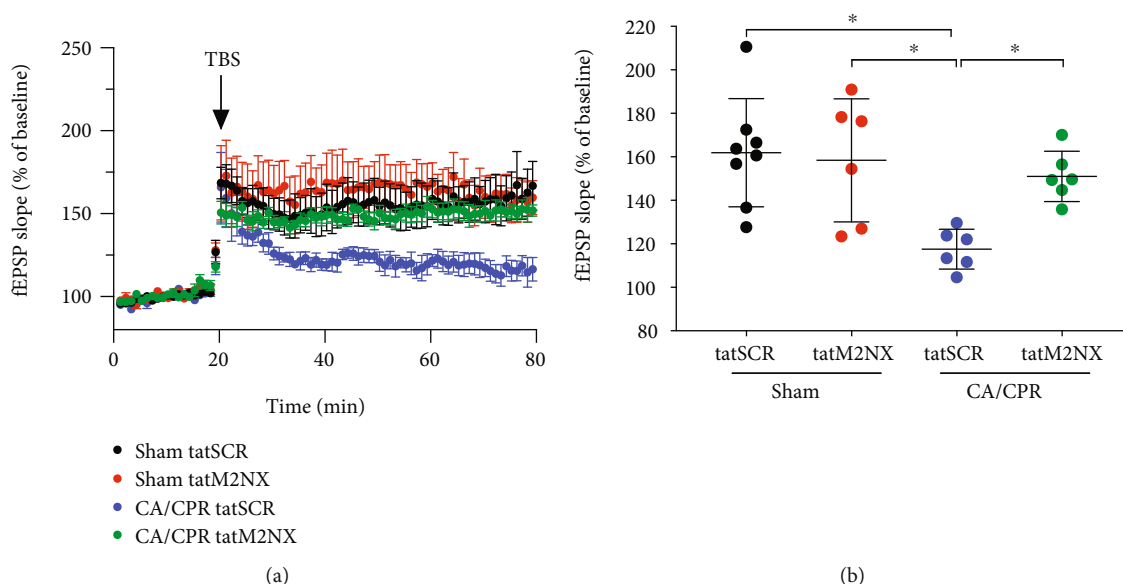 TBS
fEPSP slope (% of baseline)
250
200
150
100
0
20
40
60
80
Time (min)
Sham tatSCR
Sham tatM2NX
CA/CPR tatSCR
CA/CPR tatM2NX
(a)
*
*
*
fEPSP slope (% of baseline)
220
200
180
160
140
120
100
80
tatSCR
tatM2NX
tatSCR
tatM2NX
Sham
CA/CPR
(b)